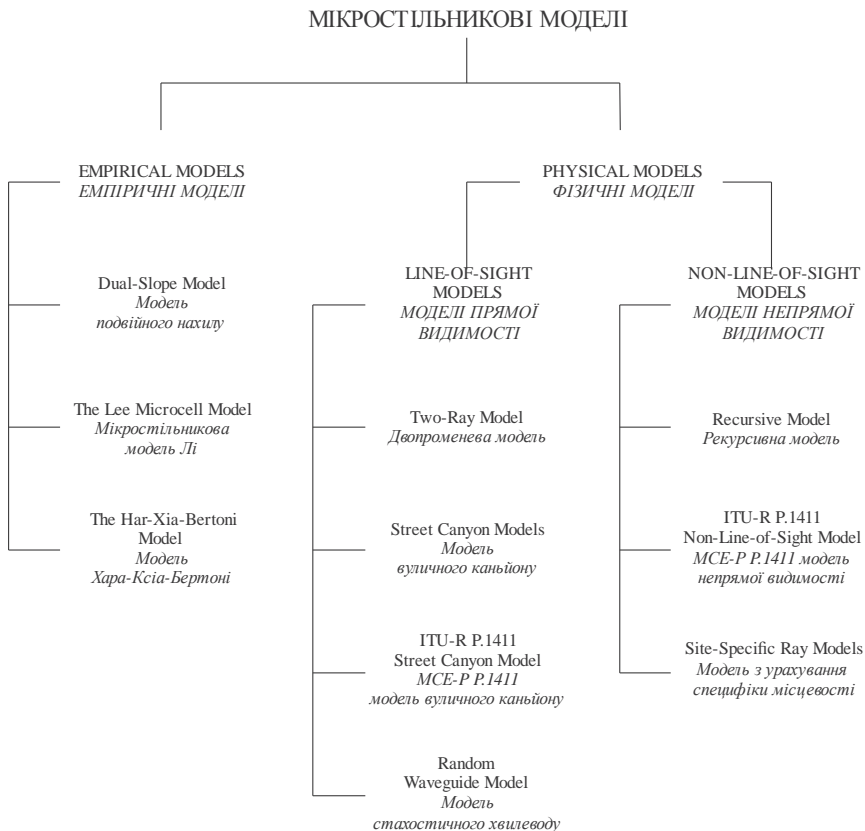 МІКРОСТІЛЬНИКОВІ МОДЕЛІ
EMPIRICAL MODELS
ЕМПІРИЧНІ МОДЕЛІ
Dual-Slope Model
Модель
подвійного нахилу
The Lee Microcell Model
Мікростільникова
модель Лі
The Har-Xia-Bertoni
Model
Модель
Хара-Ксіа-Бертоні
PHYSICAL MODELS
ФІЗИЧНІ МОДЕЛІ
LINE-OF-SIGHT
MODELS
МОДЕЛІ ПРЯМОЇ
ВИДИМОСТІ
Two-Ray Model
Двопроменева модель
Street Canyon Models
Модель
вуличного каньйону
ITU-R P.1411
Street Canyon Model
МСЕ-Р Р.1411
модель вуличного каньйону
Random
Waveguide Model
Модель
стахостичного хвилеводу
NON-LINE-OF-SIGHT
MODELS
МОДЕЛІ НЕПРЯМОЇ
ВИДИМОСТІ
Recursive Model
Рекурсивна модель
ITU-R P.1411
Non-Line-of-Sight Model
МСЕ-Р Р.1411 модель
непрямої видимості
Site-Specific Ray Models
Модель з урахування
специфіки місцевості